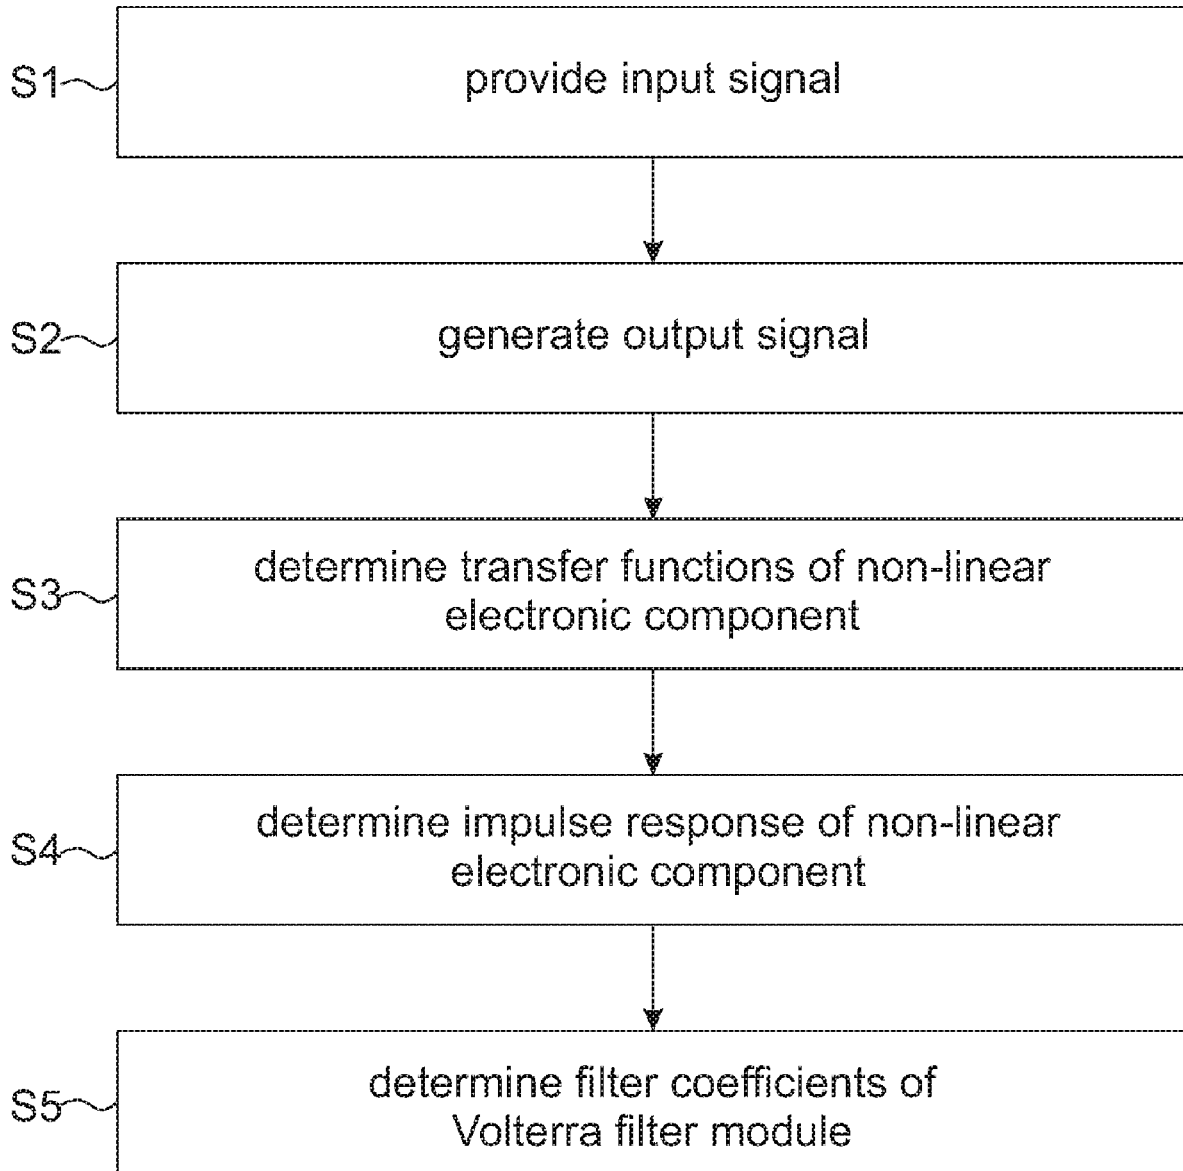 S1
provide input signal
S2
generate output signal
S3
determine transfer functions of non-linear
electronic component
S4
determine impulse response of non-linear
electronic component
S5
determine filter coefficients of
Volterra filter module